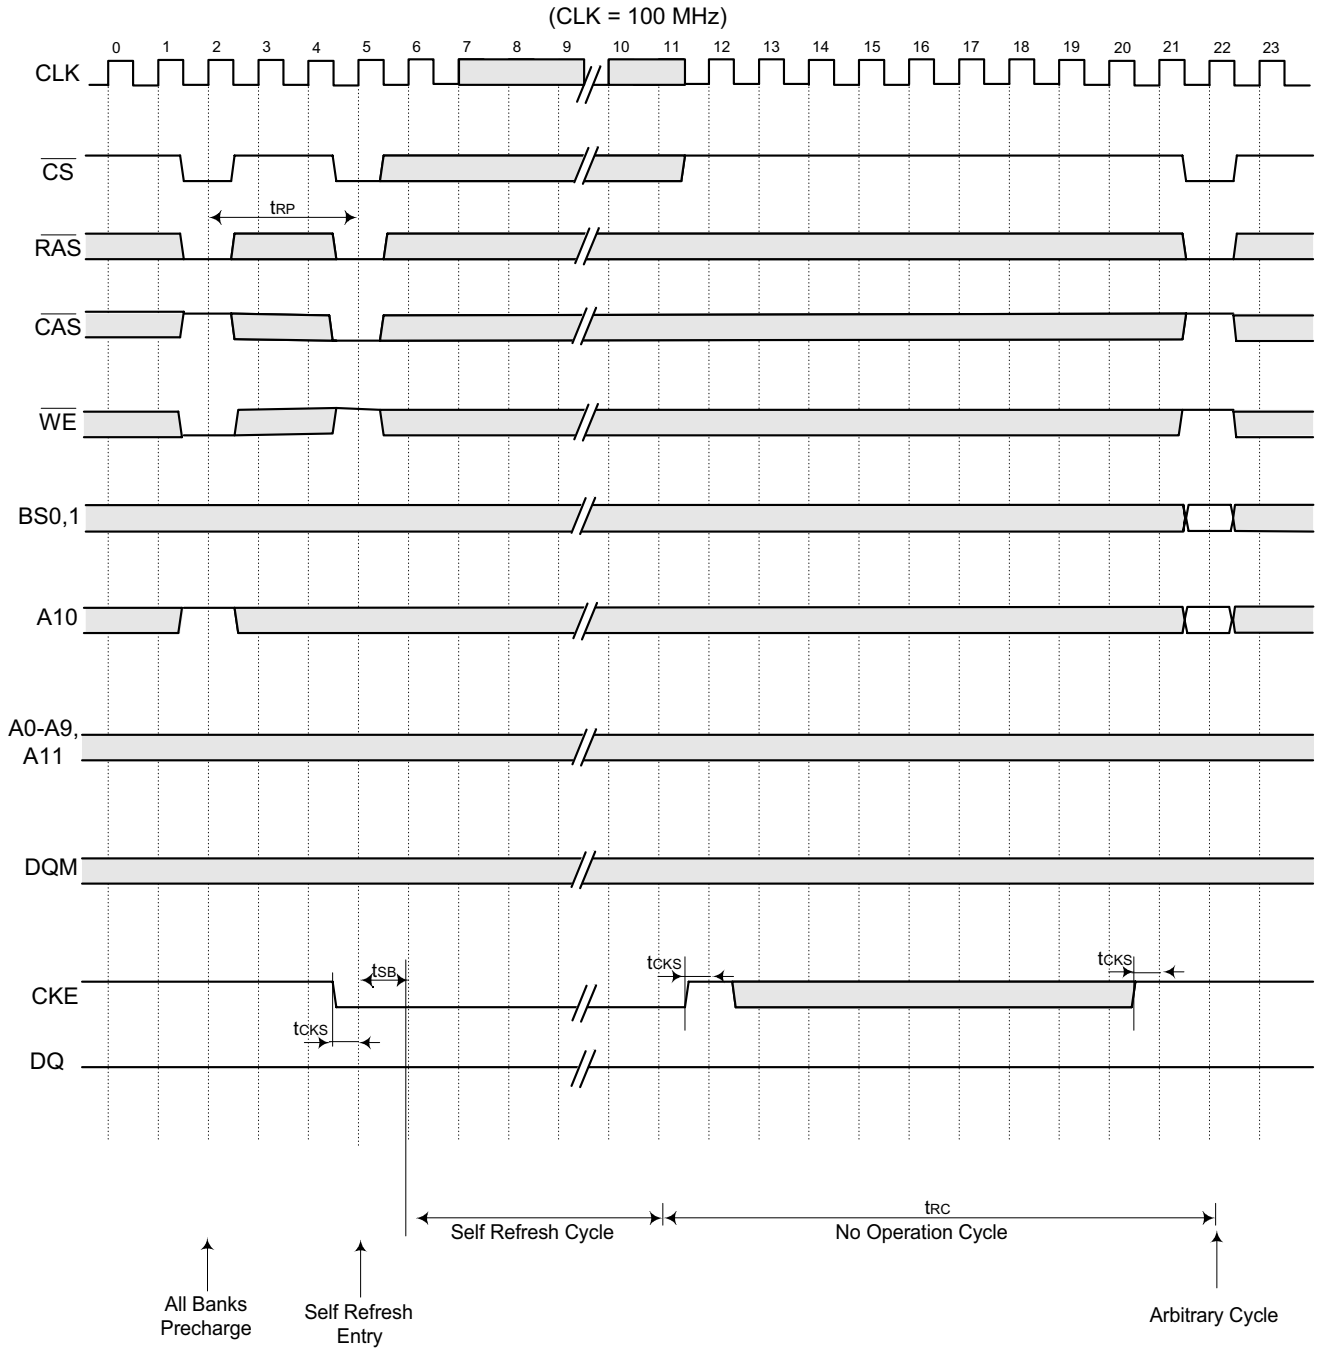 (CLK = 100 MHz)
0 1 2 3 4 5 6 7 8 9 10 11 12 13 14 15 16 17 18 19 20 21 22 23
CLK
CS
tRP
RAS
CAS
WE
BS0,1
A10
A0-A9,
A11
DQM
tSB
tCKS
tCKS
CKE
tCKS
DQ
tRC
Self Refresh Cycle
No Operation Cycle
All Banks
Precharge
Self Refresh
Entry
Arbitrary Cycle